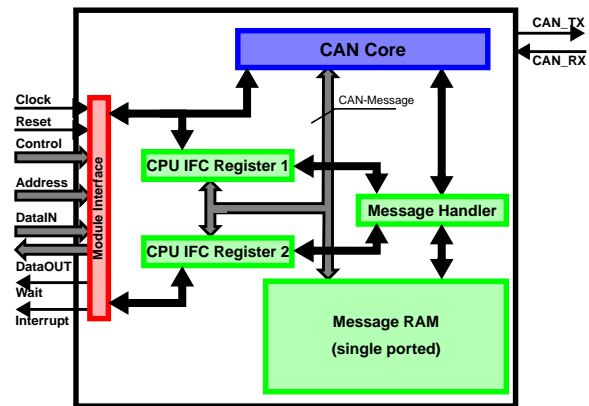 CAN_TX
CAN_RX
CAN Core
CAN-Message
Clock
Reset
Control
Address
DataIN
DataOUT
Wait
Interrupt
Module Interface
CPU IFC Register 1
Message Handler
CPU IFC Register 2
Message RAM
(single ported)